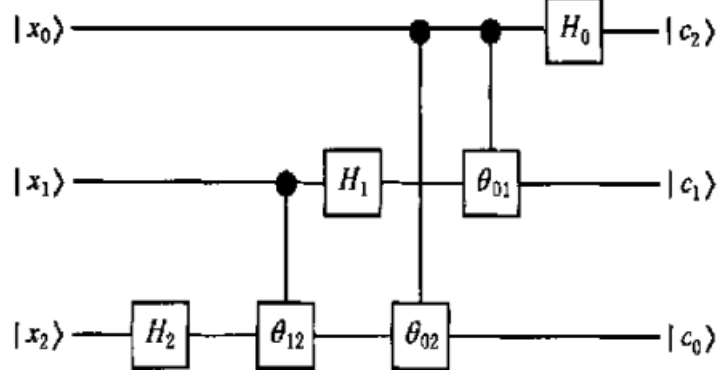 |x₀⟩ H₀ |c₂⟩
|x₁⟩ H₁ θ₀₁ |c₁⟩
|x₂⟩ H₂ θ₁₂ θ₀₂ |c₀⟩